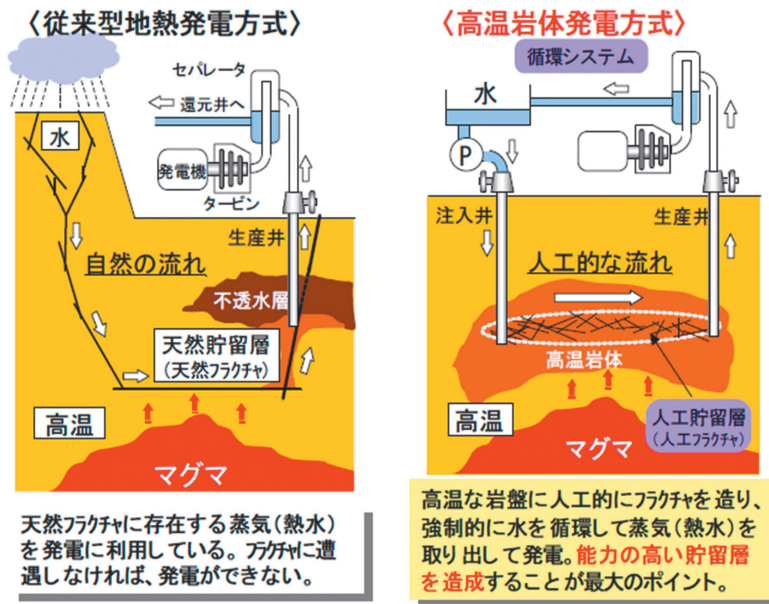 〈従来型地熱発電方式〉
セパレータ
還元井へ
水
発電機
タービン
生産井
自然の流れ
不透水層
天然貯留層
(天然フラクチャ)
高温
マグマ
天然フラクチャに存在する蒸気(熱水)
を発電に利用している。フラクチャに遭
遇しなければ、発電ができない。
〈高温岩体発電方式〉
循環システム
水
P
注入井
生産井
人工的な流れ
高温岩体
高温
人工貯留層
(人工フラクチャ)
マグマ
高温な岩盤に人工的にフラクチャを造り、
強制的に水を循環して蒸気(熱水)を
取り出して発電。能力の高い貯留層
を造成することが最大のポイント。